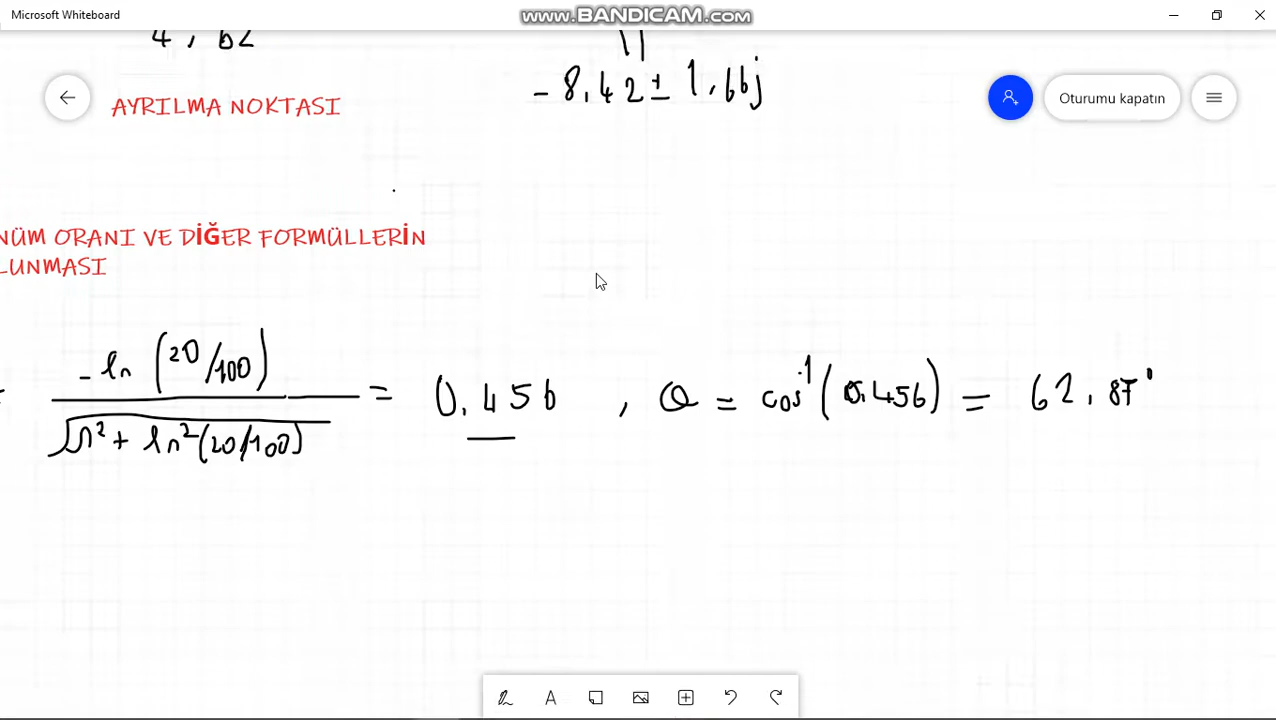 Microsoft Whiteboard
www.BANDICAM.com
4, 62
-8,42 ± 1,66j
AYRILMA NOKTASI
Oturumu kapatın
NÜM ORANI VE DİĞER FORMÜLLERİN
LUNMASI
-ln (20/100) / √π² + ln²(20/100) = 0.456 , θ = cos⁻¹(0.456) = 62.87°
A